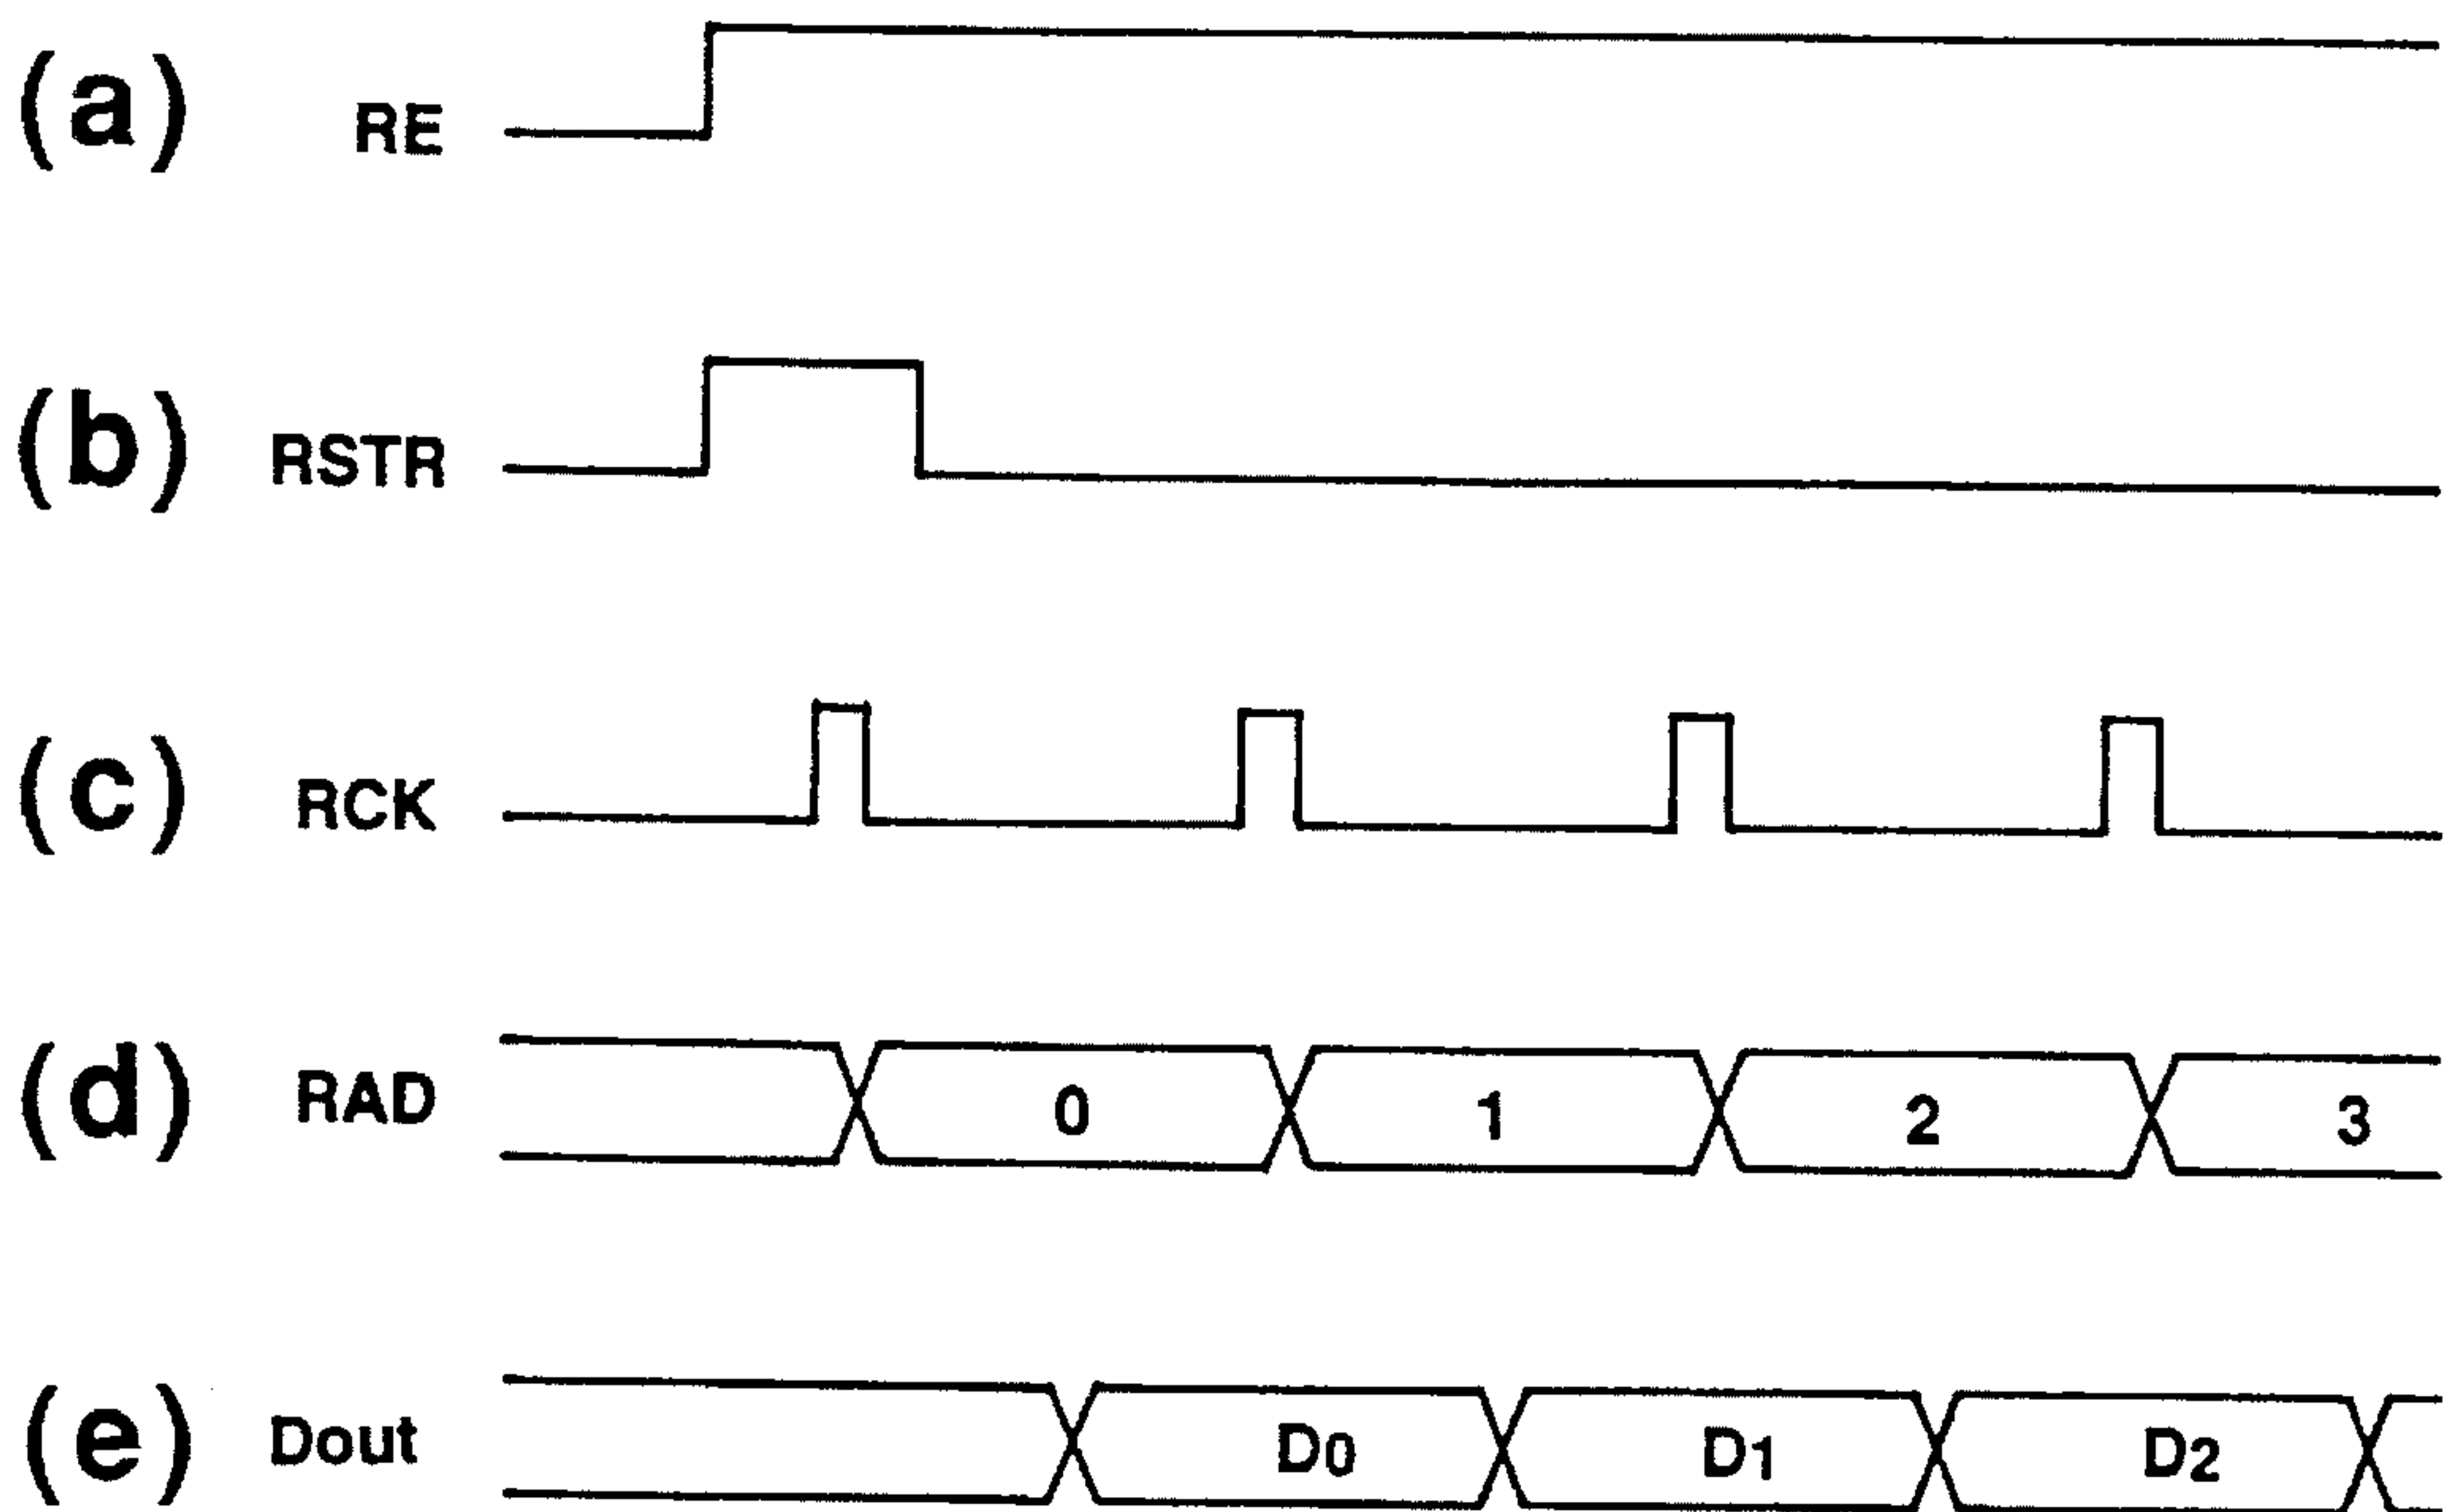 (a) RE
(b) RSTR
(c) RCK
(d) RAD 0 1 2 3
(e) Dout D0 D1 D2